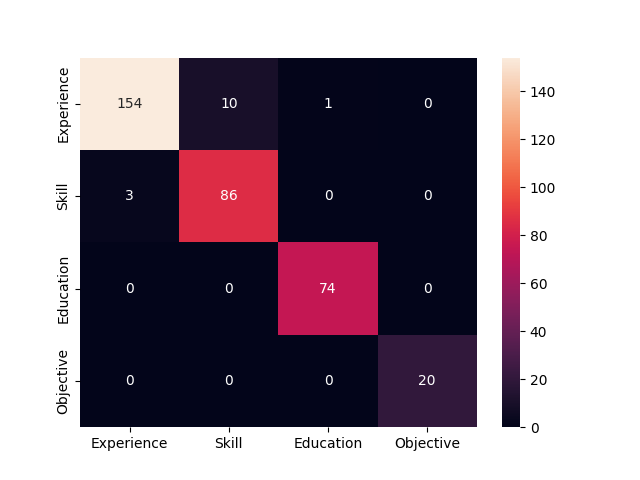 Experience
154 10 1 0
Skill
3 86 0 0
Education
0 0 74 0
Objective
0 0 0 20
Experience Skill Education Objective
140
120
100
80
60
40
20
0